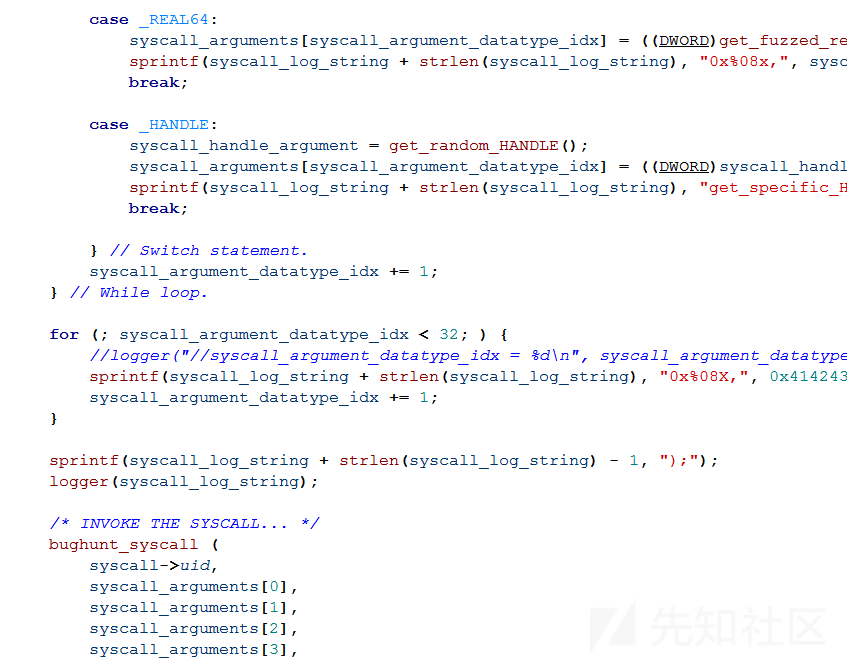 case _REAL64:
syscall_arguments[syscall_argument_datatype_idx] = ((DWORD)get_fuzzed_re
sprintf(syscall_log_string + strlen(syscall_log_string), "0x%08x,", sysc
break;
case _HANDLE:
syscall_handle_argument = get_random_HANDLE();
syscall_arguments[syscall_argument_datatype_idx] = ((DWORD)syscall_handl
sprintf(syscall_log_string + strlen(syscall_log_string), "get_specific_H
break;
} // Switch statement.
syscall_argument_datatype_idx += 1;
} // While loop.
for (; syscall_argument_datatype_idx < 32; ) {
//logger("//syscall_argument_datatype_idx = %d\n", syscall_argument_datatype
sprintf(syscall_log_string + strlen(syscall_log_string), "0x%08X,", 0x414243
syscall_argument_datatype_idx += 1;
}
sprintf(syscall_log_string + strlen(syscall_log_string) - 1, ");");
logger(syscall_log_string);
/* INVOKE THE SYSCALL... */
bughunt_syscall (
syscall->uid,
syscall_arguments[0],
syscall_arguments[1],
syscall_arguments[2],
syscall_arguments[3],
先知社区